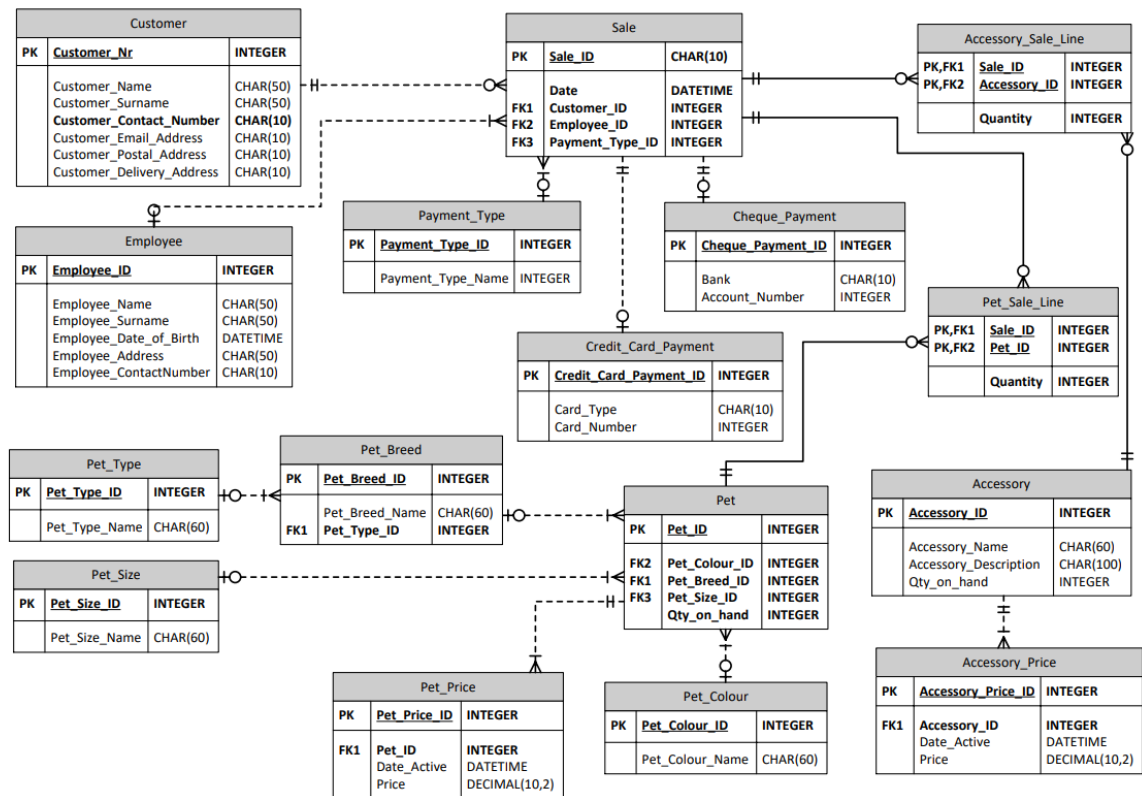 Customer
PK Customer_Nr INTEGER
Customer_Name CHAR(50)
Customer_Surname CHAR(50)
Customer_Contact_Number CHAR(10)
Customer_Email_Address CHAR(10)
Customer_Postal_Address CHAR(10)
Customer_Delivery_Address CHAR(10)
Sale
PK Sale_ID CHAR(10)
Date DATETIME
FK1 Customer_ID INTEGER
FK2 Employee_ID INTEGER
FK3 Payment_Type_ID INTEGER
Accessory_Sale_Line
PK,FK1 Sale_ID INTEGER
PK,FK2 Accessory_ID INTEGER
Quantity INTEGER
Employee
PK Employee_ID INTEGER
Employee_Name CHAR(50)
Employee_Surname CHAR(50)
Employee_Date_of_Birth DATETIME
Employee_Address CHAR(50)
Employee_ContactNumber CHAR(10)
Payment_Type
PK Payment_Type_ID INTEGER
Payment_Type_Name INTEGER
Cheque_Payment
PK Cheque_Payment_ID INTEGER
Bank CHAR(10)
Account_Number INTEGER
Pet_Sale_Line
PK,FK1 Sale_ID INTEGER
PK,FK2 Pet_ID INTEGER
Quantity INTEGER
Credit_Card_Payment
PK Credit_Card_Payment_ID INTEGER
Card_Type CHAR(10)
Card_Number INTEGER
Pet_Type
PK Pet_Type_ID INTEGER
Pet_Type_Name CHAR(60)
Pet_Breed
PK Pet_Breed_ID INTEGER
Pet_Breed_Name CHAR(60)
FK1 Pet_Type_ID INTEGER
Pet
PK Pet_ID INTEGER
FK2 Pet_Colour_ID INTEGER
FK1 Pet_Breed_ID INTEGER
FK3 Pet_Size_ID INTEGER
Qty_on_hand INTEGER
Accessory
PK Accessory_ID INTEGER
Accessory_Name CHAR(60)
Accessory_Description CHAR(100)
Qty_on_hand INTEGER
Pet_Size
PK Pet_Size_ID INTEGER
Pet_Size_Name CHAR(60)
Pet_Price
PK Pet_Price_ID INTEGER
FK1 Pet_ID INTEGER
Date_Active DATETIME
Price DECIMAL(10,2)
Pet_Colour
PK Pet_Colour_ID INTEGER
Pet_Colour_Name CHAR(60)
Accessory_Price
PK Accessory_Price_ID INTEGER
FK1 Accessory_ID INTEGER
Date_Active DATETIME
Price DECIMAL(10,2)